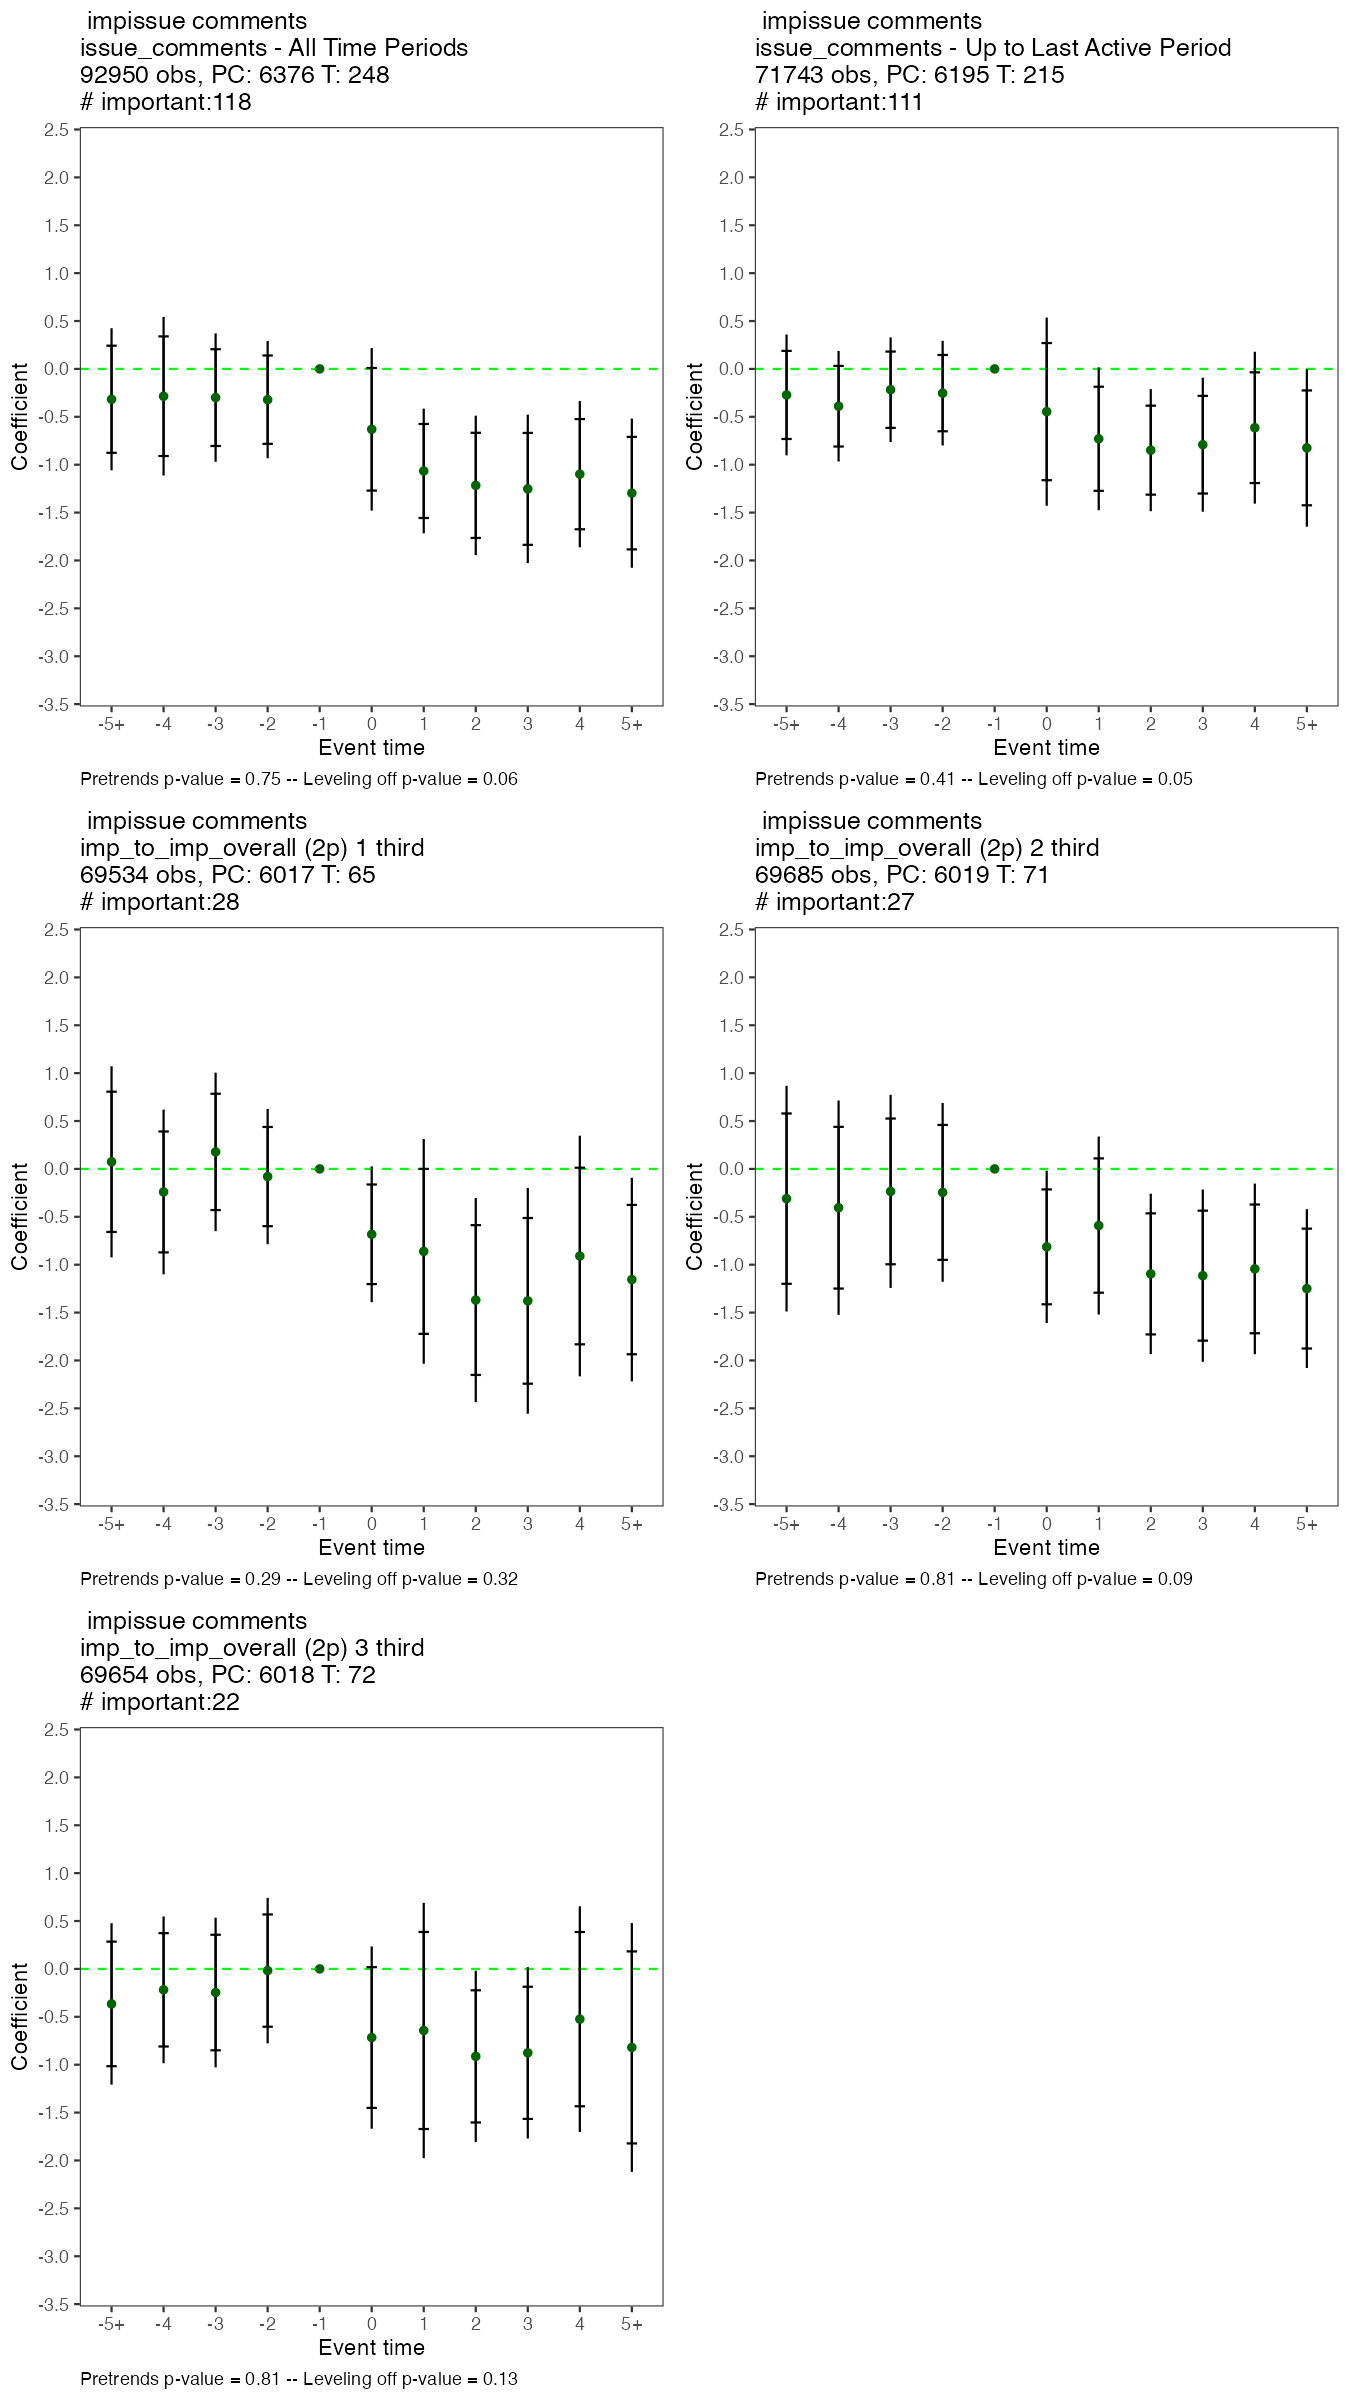 impissue comments
issue_comments - All Time Periods
92950 obs, PC: 6376 T: 248
# important:118
2.5
2.0
1.5
1.0
0.5
0.0
-0.5
-1.0
-1.5
-2.0
-2.5
-3.0
-3.5
Coefficient
-5+ -4 -3 -2 -1 0 1 2 3 4 5+
Event time
Pretrends p-value = 0.75 -- Leveling off p-value = 0.06
impissue comments
issue_comments - Up to Last Active Period
71743 obs, PC: 6195 T: 215
# important:111
2.5
2.0
1.5
1.0
0.5
0.0
-0.5
-1.0
-1.5
-2.0
-2.5
-3.0
-3.5
Coefficient
-5+ -4 -3 -2 -1 0 1 2 3 4 5+
Event time
Pretrends p-value = 0.41 -- Leveling off p-value = 0.05
impissue comments
imp_to_imp_overall (2p) 1 third
69534 obs, PC: 6017 T: 65
# important:28
2.5
2.0
1.5
1.0
0.5
0.0
-0.5
-1.0
-1.5
-2.0
-2.5
-3.0
-3.5
Coefficient
-5+ -4 -3 -2 -1 0 1 2 3 4 5+
Event time
Pretrends p-value = 0.29 -- Leveling off p-value = 0.32
impissue comments
imp_to_imp_overall (2p) 2 third
69685 obs, PC: 6019 T: 71
# important:27
2.5
2.0
1.5
1.0
0.5
0.0
-0.5
-1.0
-1.5
-2.0
-2.5
-3.0
-3.5
Coefficient
-5+ -4 -3 -2 -1 0 1 2 3 4 5+
Event time
Pretrends p-value = 0.81 -- Leveling off p-value = 0.09
impissue comments
imp_to_imp_overall (2p) 3 third
69654 obs, PC: 6018 T: 72
# important:22
2.5
2.0
1.5
1.0
0.5
0.0
-0.5
-1.0
-1.5
-2.0
-2.5
-3.0
-3.5
Coefficient
-5+ -4 -3 -2 -1 0 1 2 3 4 5+
Event time
Pretrends p-value = 0.81 -- Leveling off p-value = 0.13